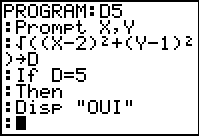 PROGRAM:D5
:Prompt X,Y
:√((X-2)²+(Y-1)²
)→D
:If D=5
:Then
:Disp "OUI"
: